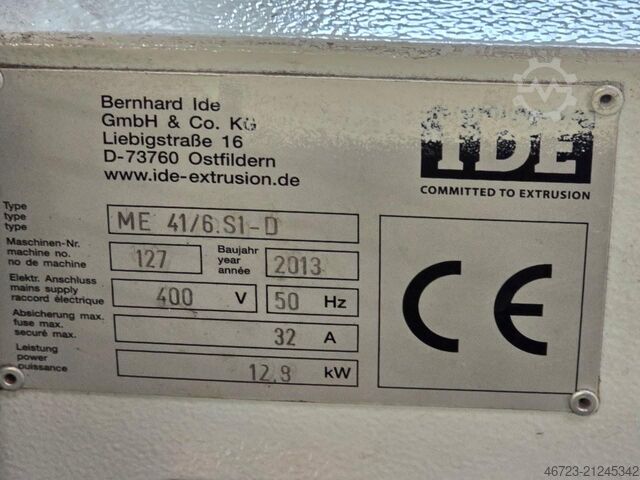 Bernhard Ide
GmbH & Co. KG
Liebigstraße 16
D-73760 Ostfildern
www.ide-extrusion.de
IDE
COMMITTED TO EXTRUSION
Type
type
type
ME 41/6.S1-D
Maschinen-Nr.
machine no.
no de machine
127
Baujahr
year
année
2013
Elektr. Anschluss
mains supply
raccord électrique
400 V
50 Hz
Absicherung max.
fuse max.
securé max.
32 A
Leistung
power
puissance
12.9 kW
CE
46723-21245342